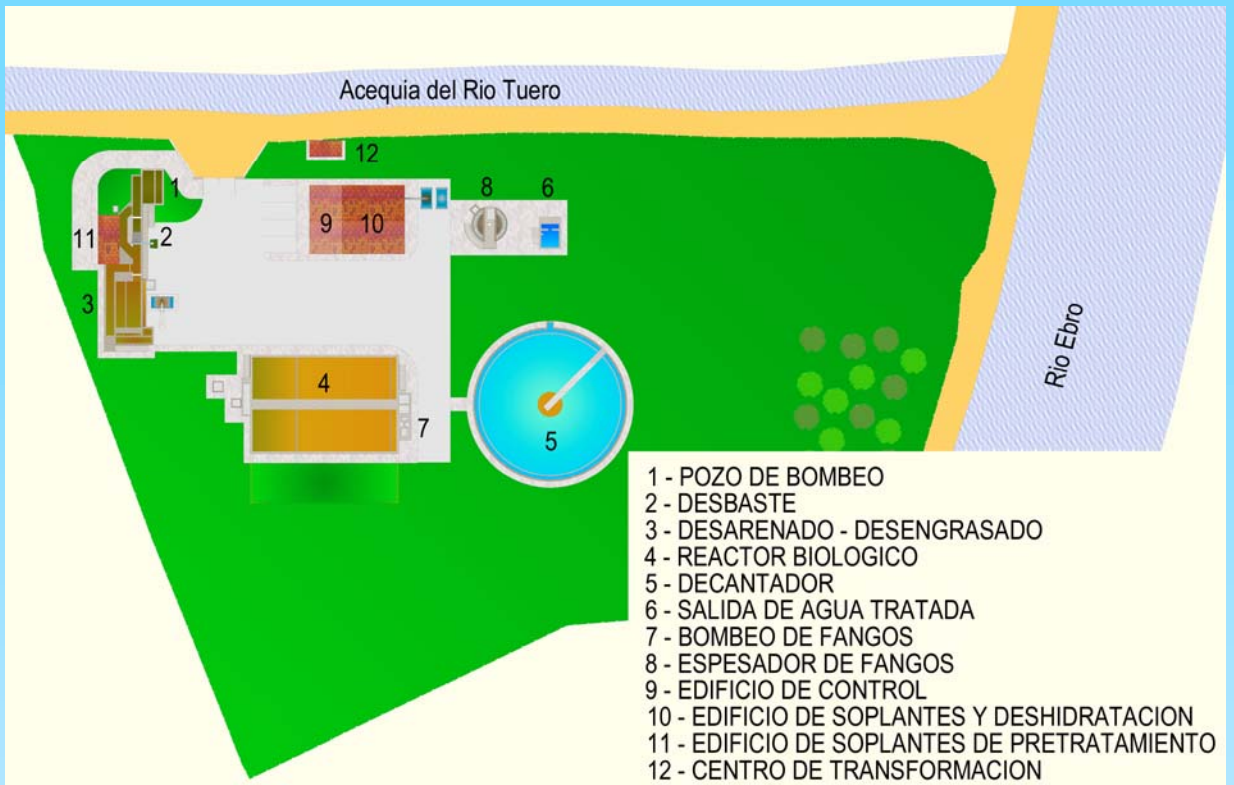 Acequia del Rio Tuero
12
1
8
6
9
10
11
2
3
Rio Ebro
4
7
5
1 - POZO DE BOMBEO
2 - DESBASTE
3 - DESARENADO - DESENGRASADO
4 - REACTOR BIOLOGICO
5 - DECANTADOR
6 - SALIDA DE AGUA TRATADA
7 - BOMBEO DE FANGOS
8 - ESPESADOR DE FANGOS
9 - EDIFICIO DE CONTROL
10 - EDIFICIO DE SOPLANTES Y DESHIDRATACION
11 - EDIFICIO DE SOPLANTES DE PRETRATAMIENTO
12 - CENTRO DE TRANSFORMACION